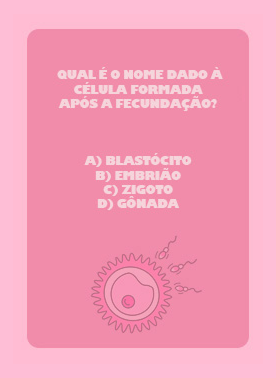 QUAL É O NOME DADO À
CÉLULA FORMADA
APÓS A FECUNDAÇÃO?
A) BLASTÓCITO
B) EMBRIÃO
C) ZIGOTO
D) GÔNADA